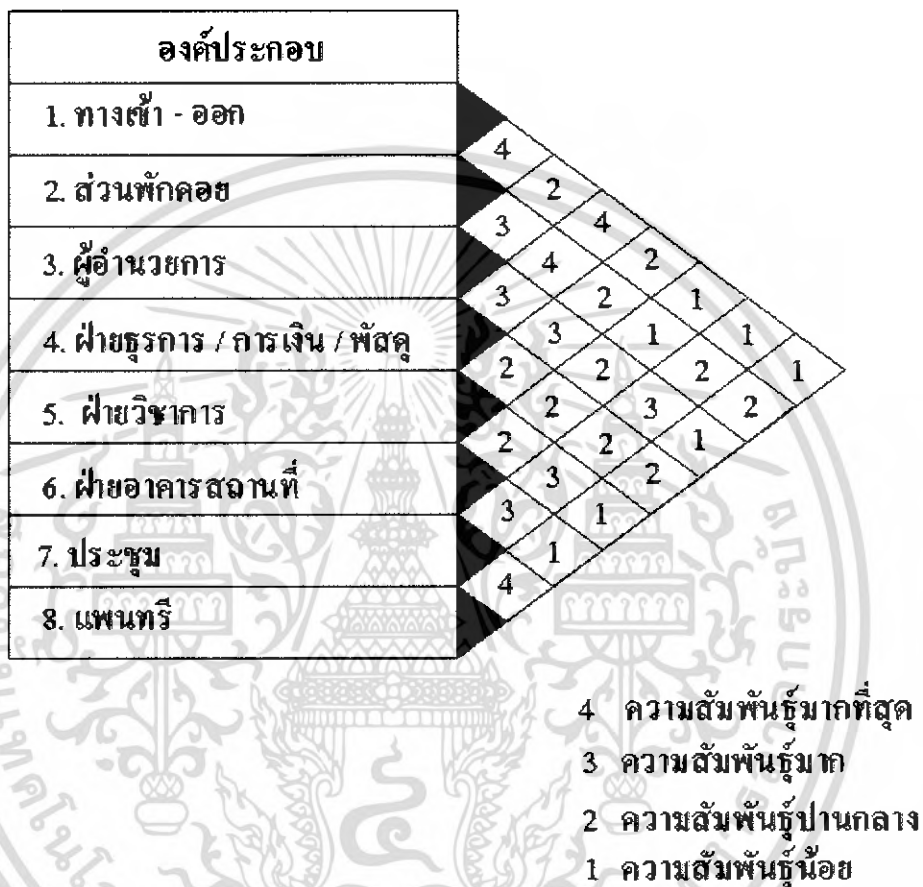 องค์ประกอบ
1. ทางเข้า - ออก
4
2. ส่วนพักคอย 2
3 4
3. ผู้อำนวยการ 4 2
3 2 1
4. ฝ่ายธุรการ / การเงิน / พัสดุ 3 1 1
2 2 2 1
5. ฝ่ายวิชาการ 2 3 2
2 2 1
6. ฝ่ายอาคารสถานที่ 3 2
3 1
7. ประชุม 1
4
8. แพนทรี
4 ความสัมพันธุ์มากที่สุด
3 ความสัมพันธุ์มาก
2 ความสัมพันธุ์ปานกลาง
1 ความสัมพันธุ์น้อย